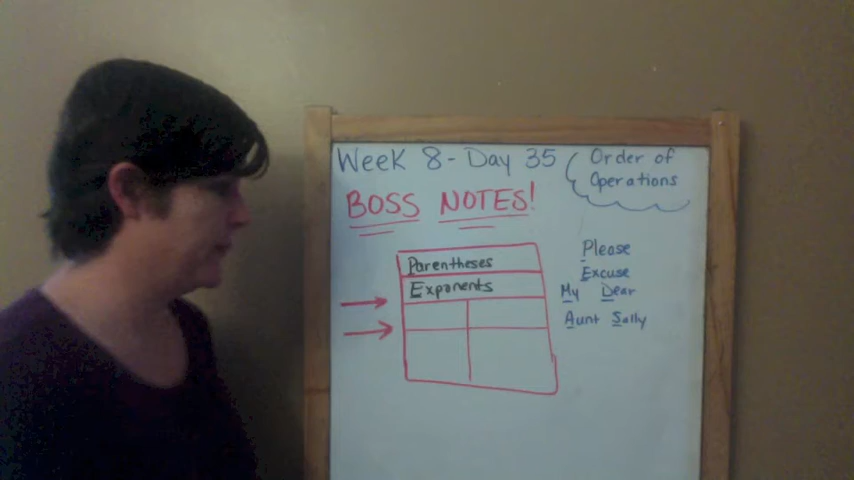 Week 8 - Day 35
Order of
Operations
BOSS NOTES!
Parentheses
Exponents
Please
Excuse
My Dear
Aunt Sally